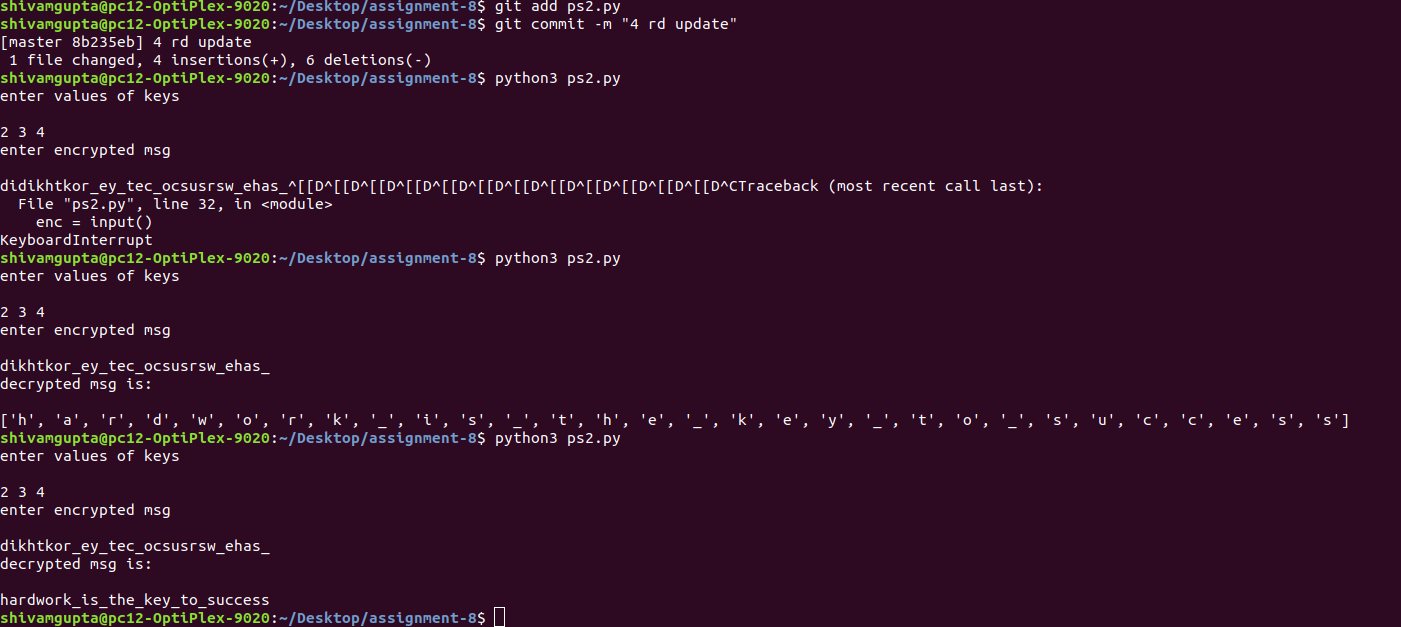 shivamgupta@pc12-OptiPlex-9020:~/Desktop/assignment-8$ git add ps2.py
shivamgupta@pc12-OptiPlex-9020:~/Desktop/assignment-8$ git commit -m "4 rd update"
[master 8b235eb] 4 rd update
 1 file changed, 4 insertions(+), 6 deletions(-)
shivamgupta@pc12-OptiPlex-9020:~/Desktop/assignment-8$ python3 ps2.py
enter values of keys
2 3 4
enter encrypted msg
didikhtkor_ey_tec_ocsusrsw_ehas_^[[D^[[D^[[D^[[D^[[D^[[D^[[D^[[D^[[D^[[D^[[D^[[D^CTraceback (most recent call last):
  File "ps2.py", line 32, in <module>
    enc = input()
KeyboardInterrupt
shivamgupta@pc12-OptiPlex-9020:~/Desktop/assignment-8$ python3 ps2.py
enter values of keys
2 3 4
enter encrypted msg
dikhtkor_ey_tec_ocsusrsw_ehas_
decrypted msg is:
['h', 'a', 'r', 'd', 'w', 'o', 'r', 'k', '_', 'i', 's', '_', 't', 'h', 'e', '_', 'k', 'e', 'y', '_', 't', 'o', '_', 's', 'u', 'c', 'c', 'e', 's', 's']
shivamgupta@pc12-OptiPlex-9020:~/Desktop/assignment-8$ python3 ps2.py
enter values of keys
2 3 4
enter encrypted msg
dikhtkor_ey_tec_ocsusrsw_ehas_
decrypted msg is:
hardwork_is_the_key_to_success
shivamgupta@pc12-OptiPlex-9020:~/Desktop/assignment-8$